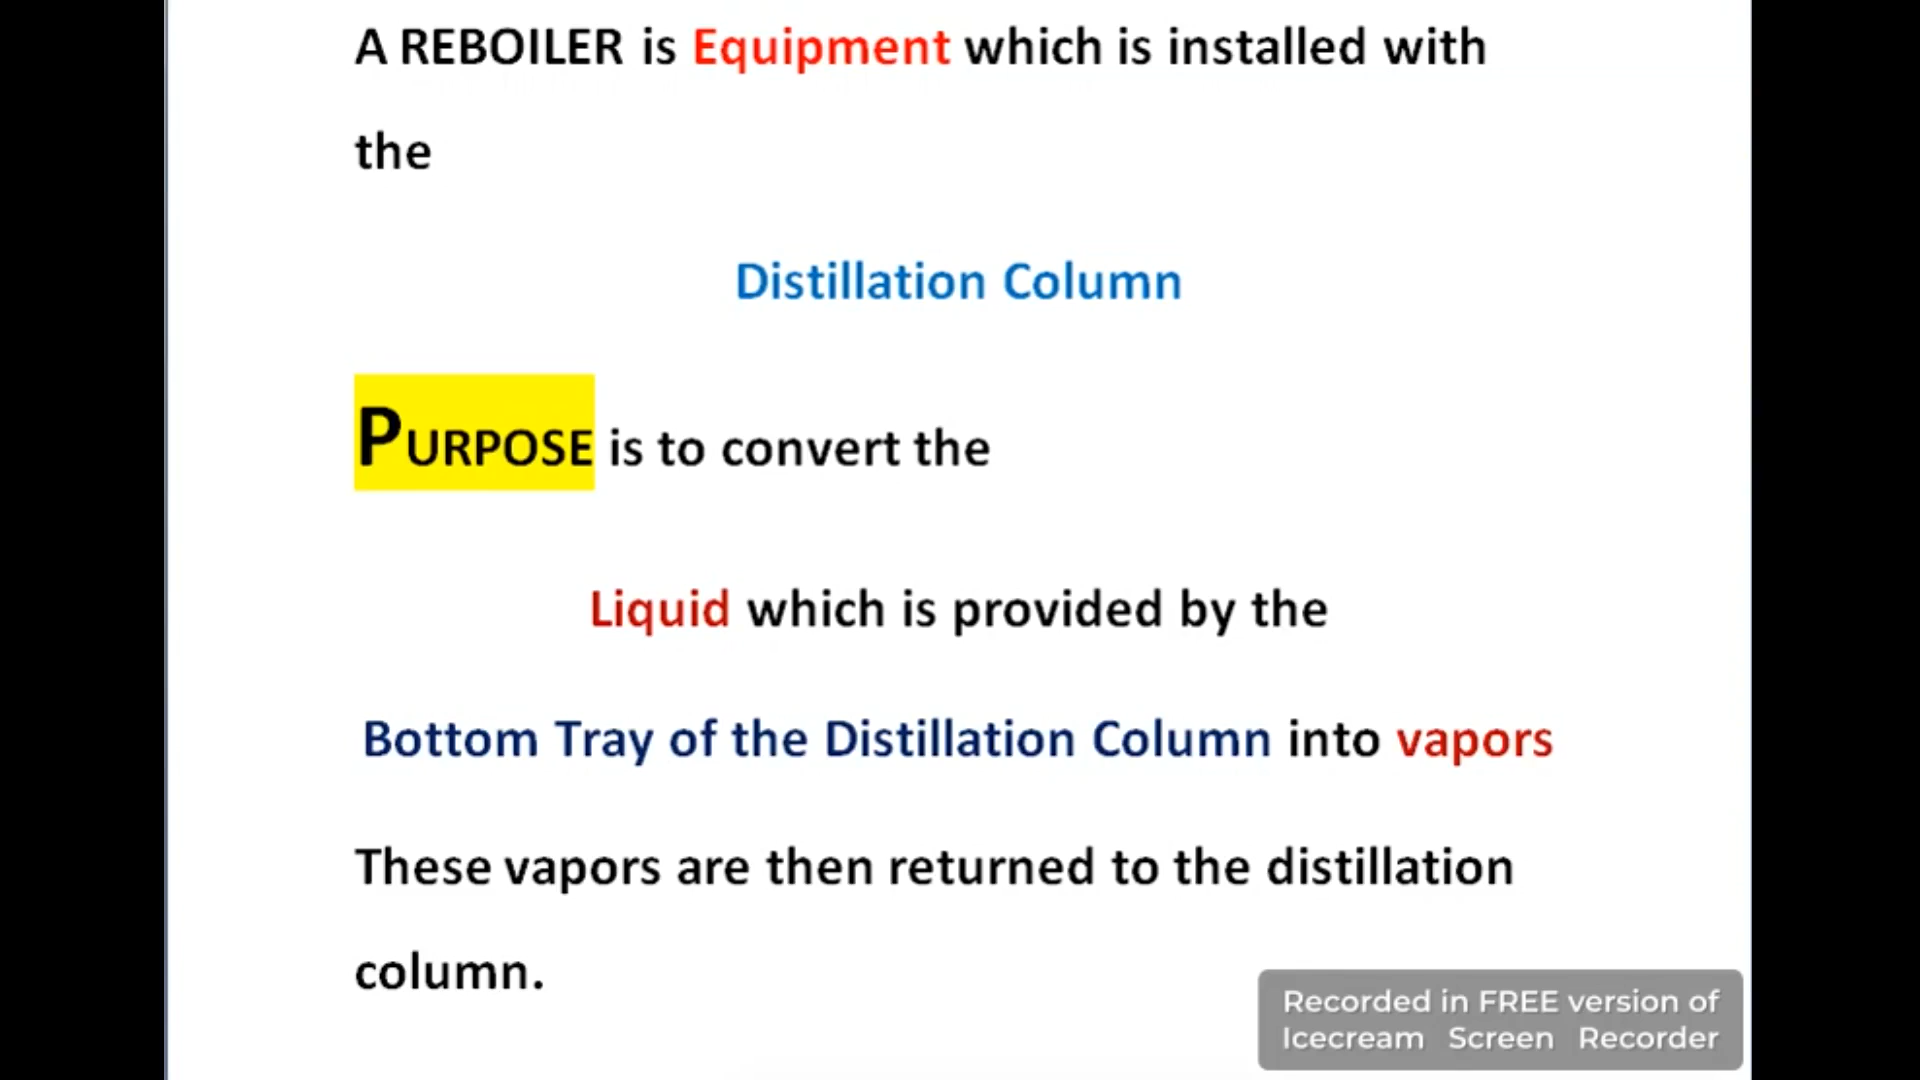 A REBOILER is Equipment which is installed with
the
Distillation Column
PURPOSE is to convert the
Liquid which is provided by the
Bottom Tray of the Distillation Column into vapors
These vapors are then returned to the distillation
column.
Recorded in FREE version of
Icecream Screen Recorder